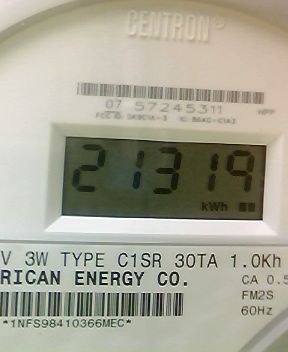 CENTRON®
07 57245311
HPP
21319
kWh
V 3W TYPE C1SR 30TA 1.0Kh
RICAN ENERGY CO.
CA 0.5
FM2S
60Hz
*1NFS98410366MEC*